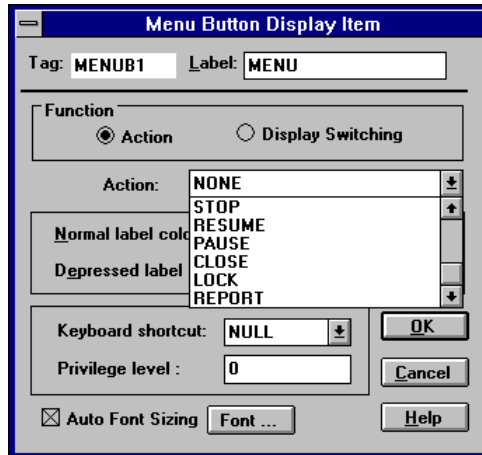 Menu Button Display Item
Tag: MENUB1 Label: MENU
Function
Action Display Switching
Action: NONE
STOP
RESUME
Normal label colo
PAUSE
CLOSE
Depressed label
LOCK
REPORT
Keyboard shortcut: NULL
OK
Privilege level : 0
Cancel
Auto Font Sizing Font ...
Help